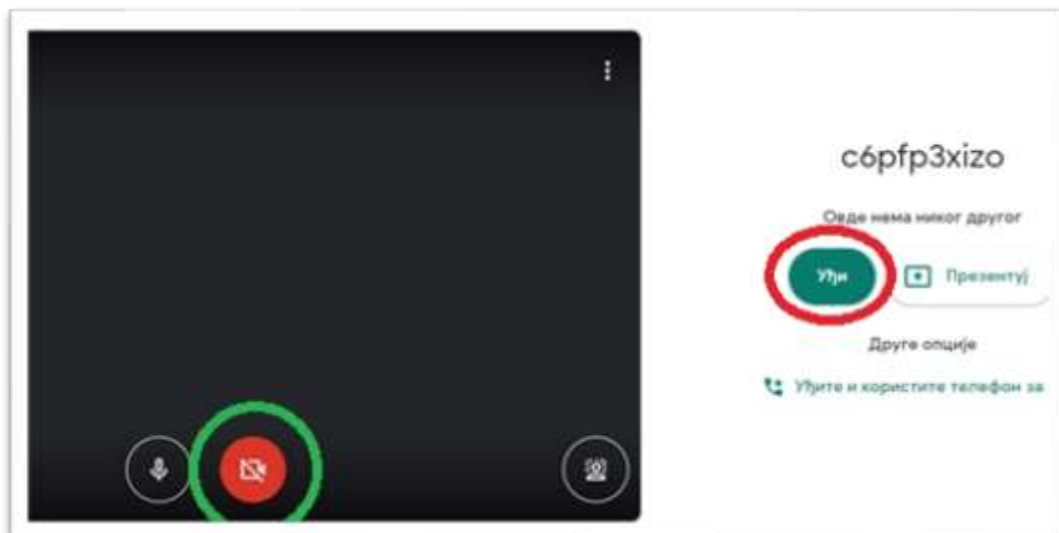 c6pfp3xizo
Овде нема никог другог
Уђи
Презентуј
Друге опције
Уђите и користите телефон за